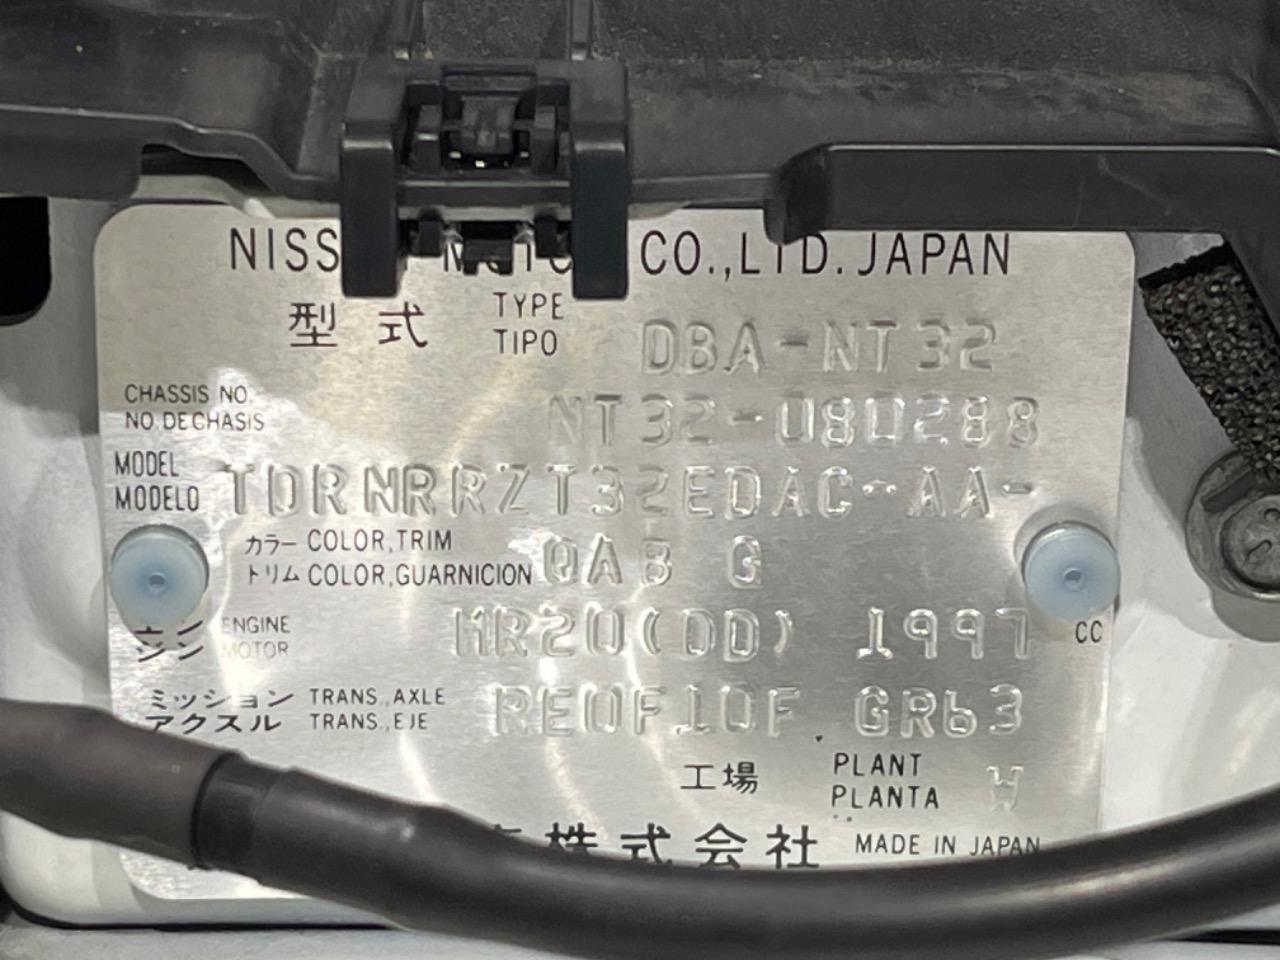 NISSAN MOTOR CO.,LTD. JAPAN
型式 TYPE TIPO DBA-NT32
CHASSIS NO. NO.DECHASIS NT32-080288
MODEL MODELO TDRNRRZT32EDAC-AA-
カラー COLOR,TRIM
トリム COLOR,GUARNICION QAB G
ENGINE MOTOR MR20(DD) 1997 CC
ミッション TRANS.,AXLE
アクスル TRANS.,EJE RE0F10F GR63
工場 PLANT PLANTA W
株式会社 MADE IN JAPAN